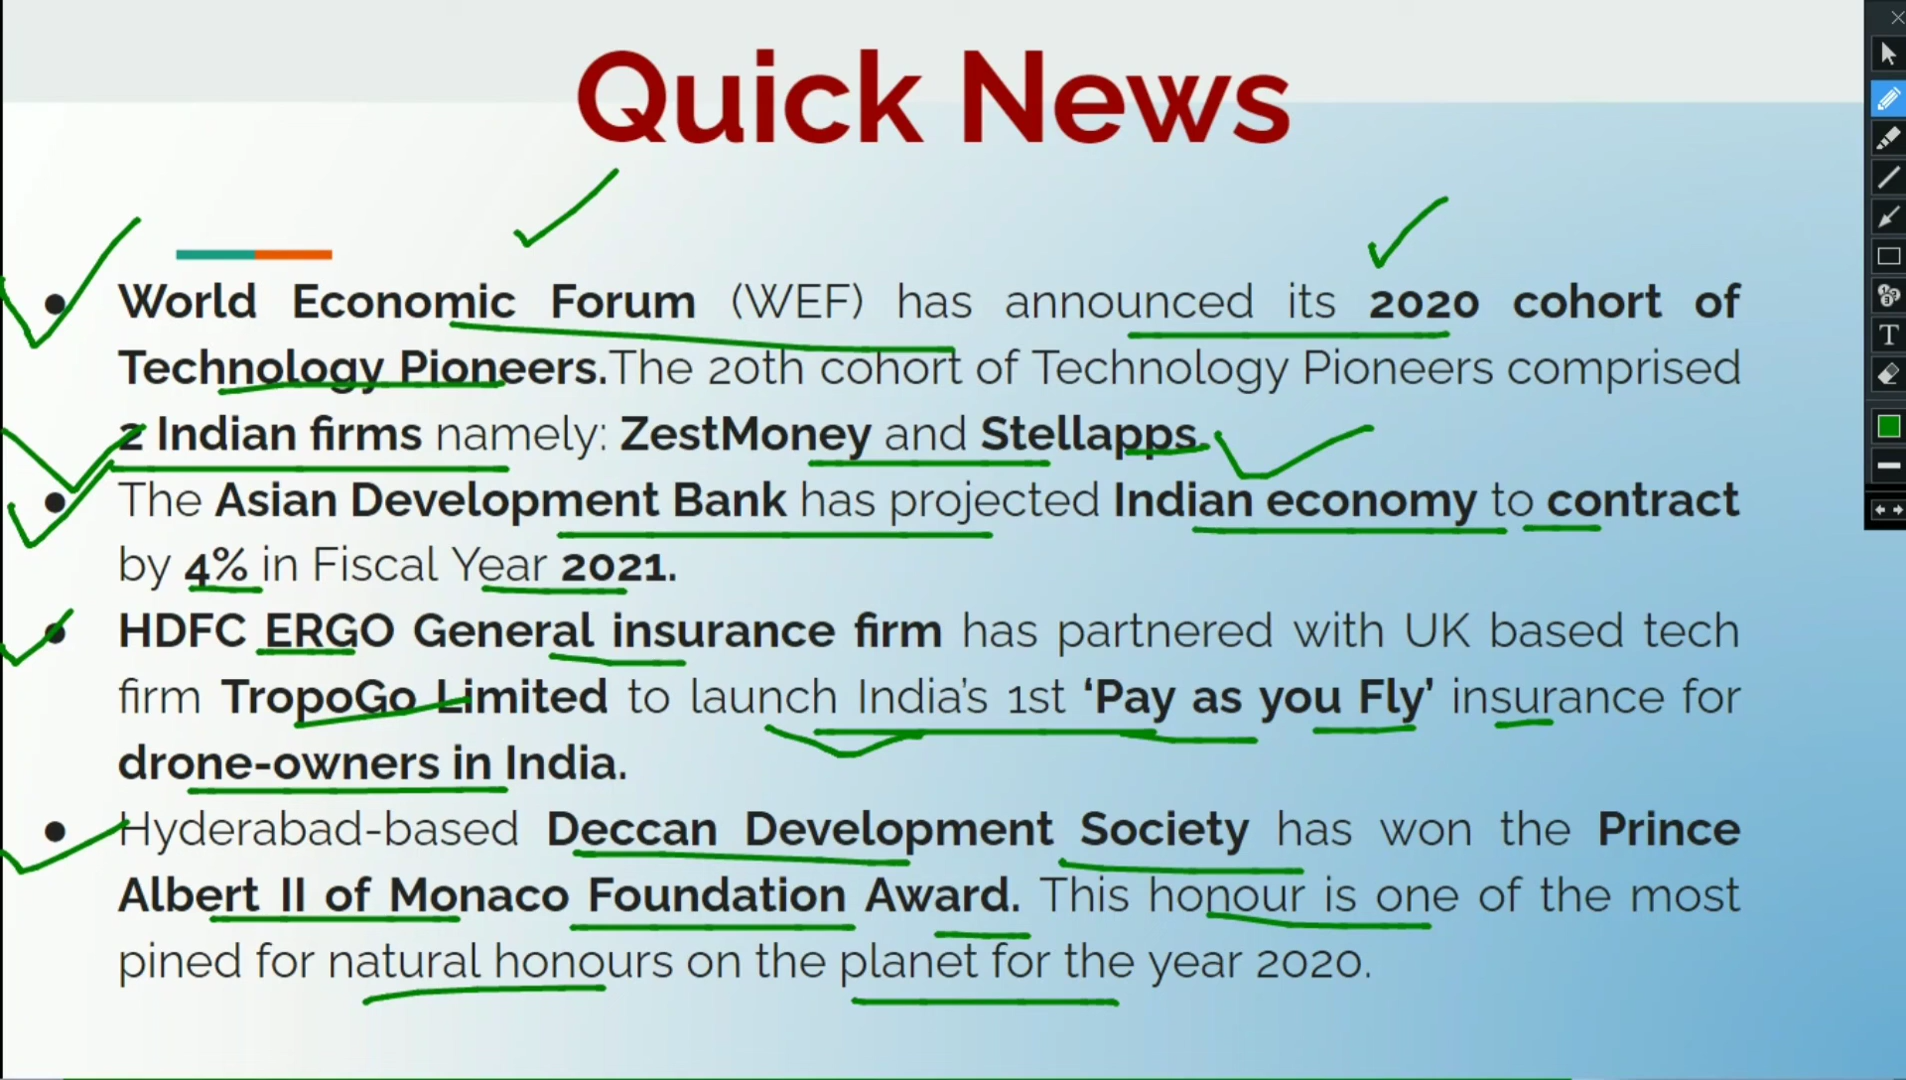 Quick News
● World Economic Forum (WEF) has announced its 2020 cohort of
Technology Pioneers.The 20th cohort of Technology Pioneers comprised
2 Indian firms namely: ZestMoney and Stellapps.
● The Asian Development Bank has projected Indian economy to contract
by 4% in Fiscal Year 2021.
● HDFC ERGO General insurance firm has partnered with UK based tech
firm TropoGo Limited to launch India’s 1st ‘Pay as you Fly’ insurance for
drone-owners in India.
● Hyderabad-based Deccan Development Society has won the Prince
Albert II of Monaco Foundation Award. This honour is one of the most
pined for natural honours on the planet for the year 2020.